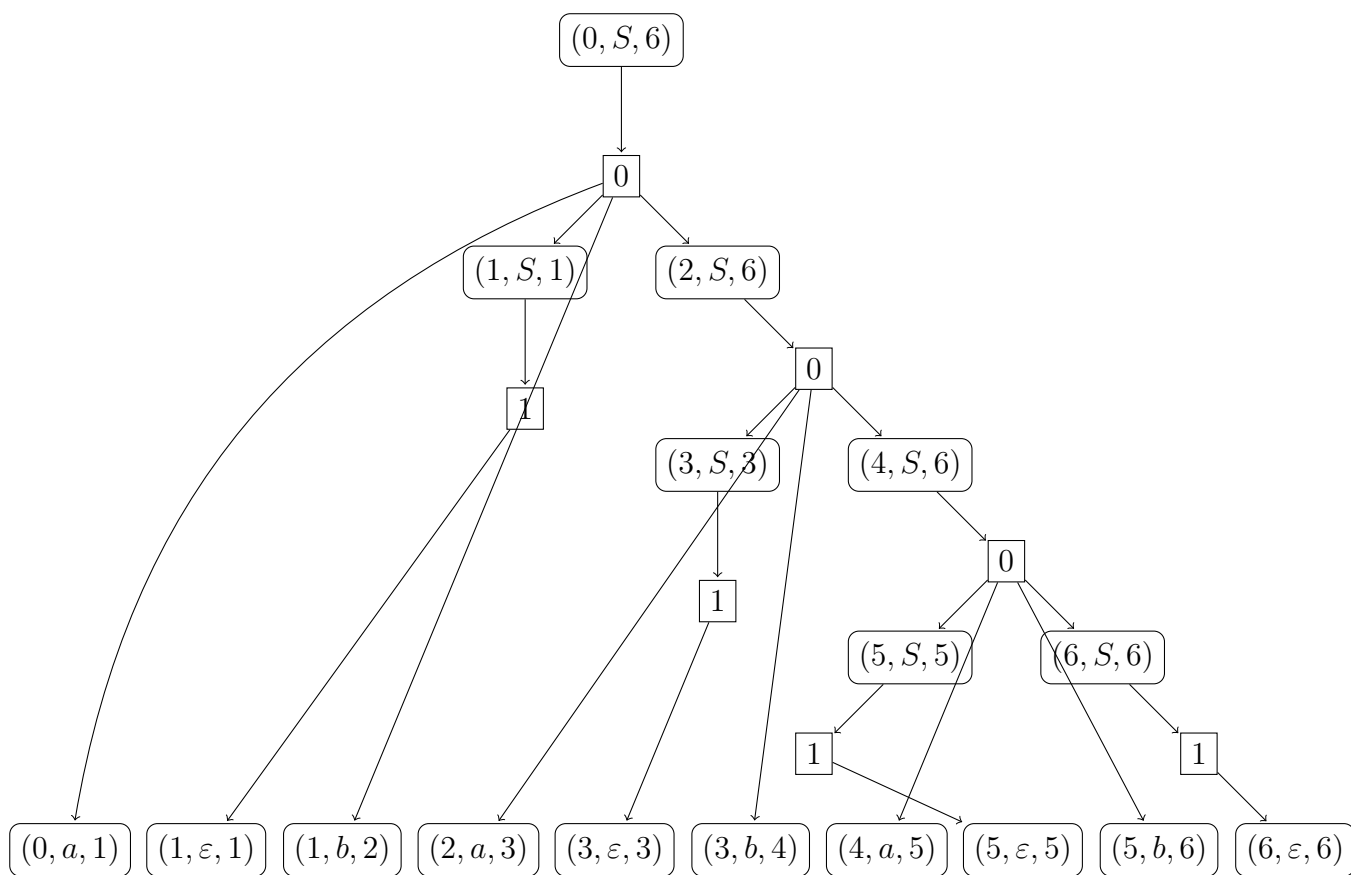 (0, S, 6)
0
(1, S, 1) (2, S, 6)
0
1
(3, S, 3) (4, S, 6)
0
1
(5, S, 5) (6, S, 6)
1 1
(0, a, 1) (1, ε, 1) (1, b, 2) (2, a, 3) (3, ε, 3) (3, b, 4) (4, a, 5) (5, ε, 5) (5, b, 6) (6, ε, 6)